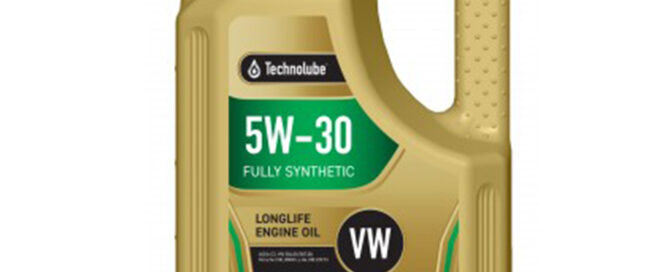 Technolube
5W-30
FULLY SYNTHETIC
LONGLIFE
ENGINE OIL
VW